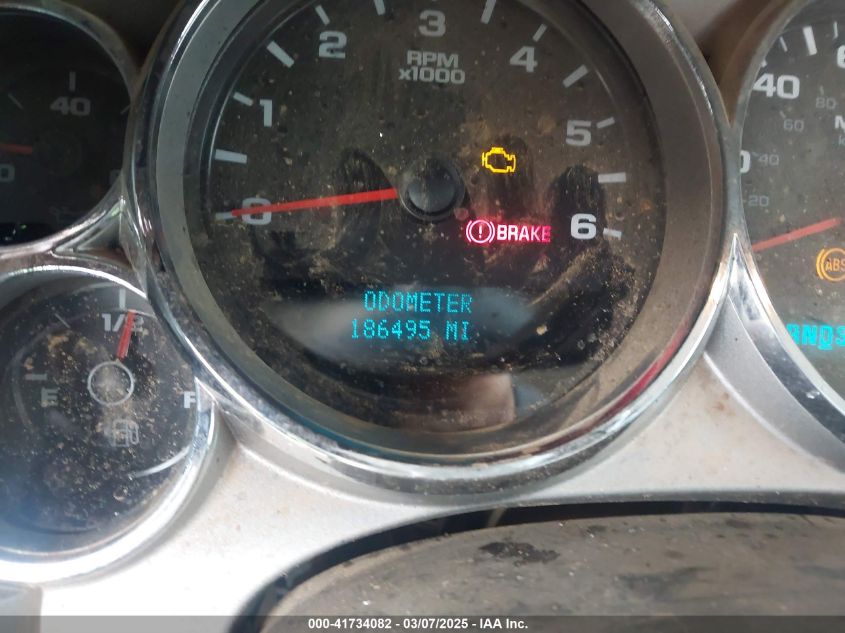 1 2 3 4 5 6
RPM
x1000
0
40
BRAKE
ODOMETER
186495 MI
1/2
E F
40
80
60
40
20
ABS
000-41734082 - 03/07/2025 - IAA Inc.